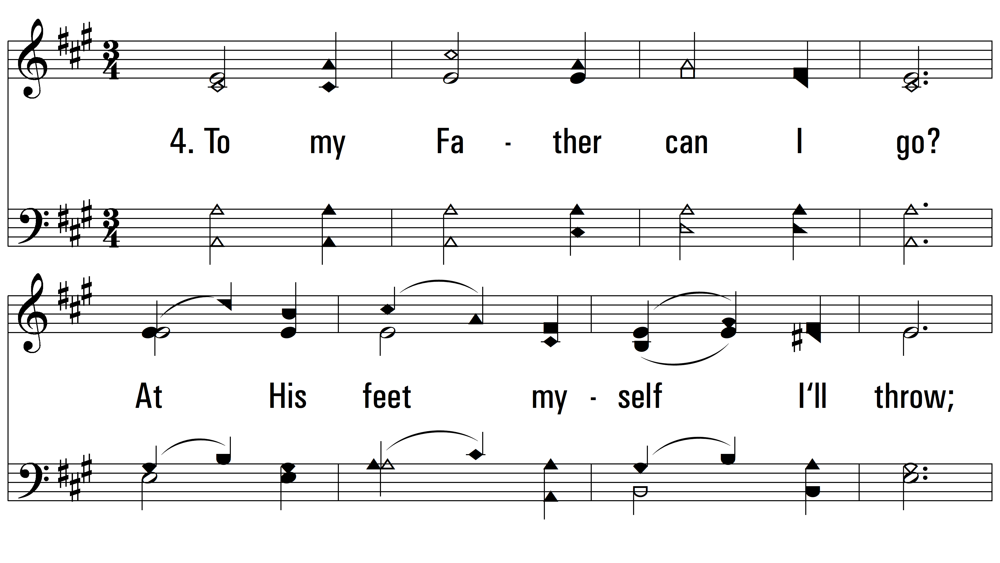 4. To my Fa - ther can I go?
At His feet my - self I‘ll throw;